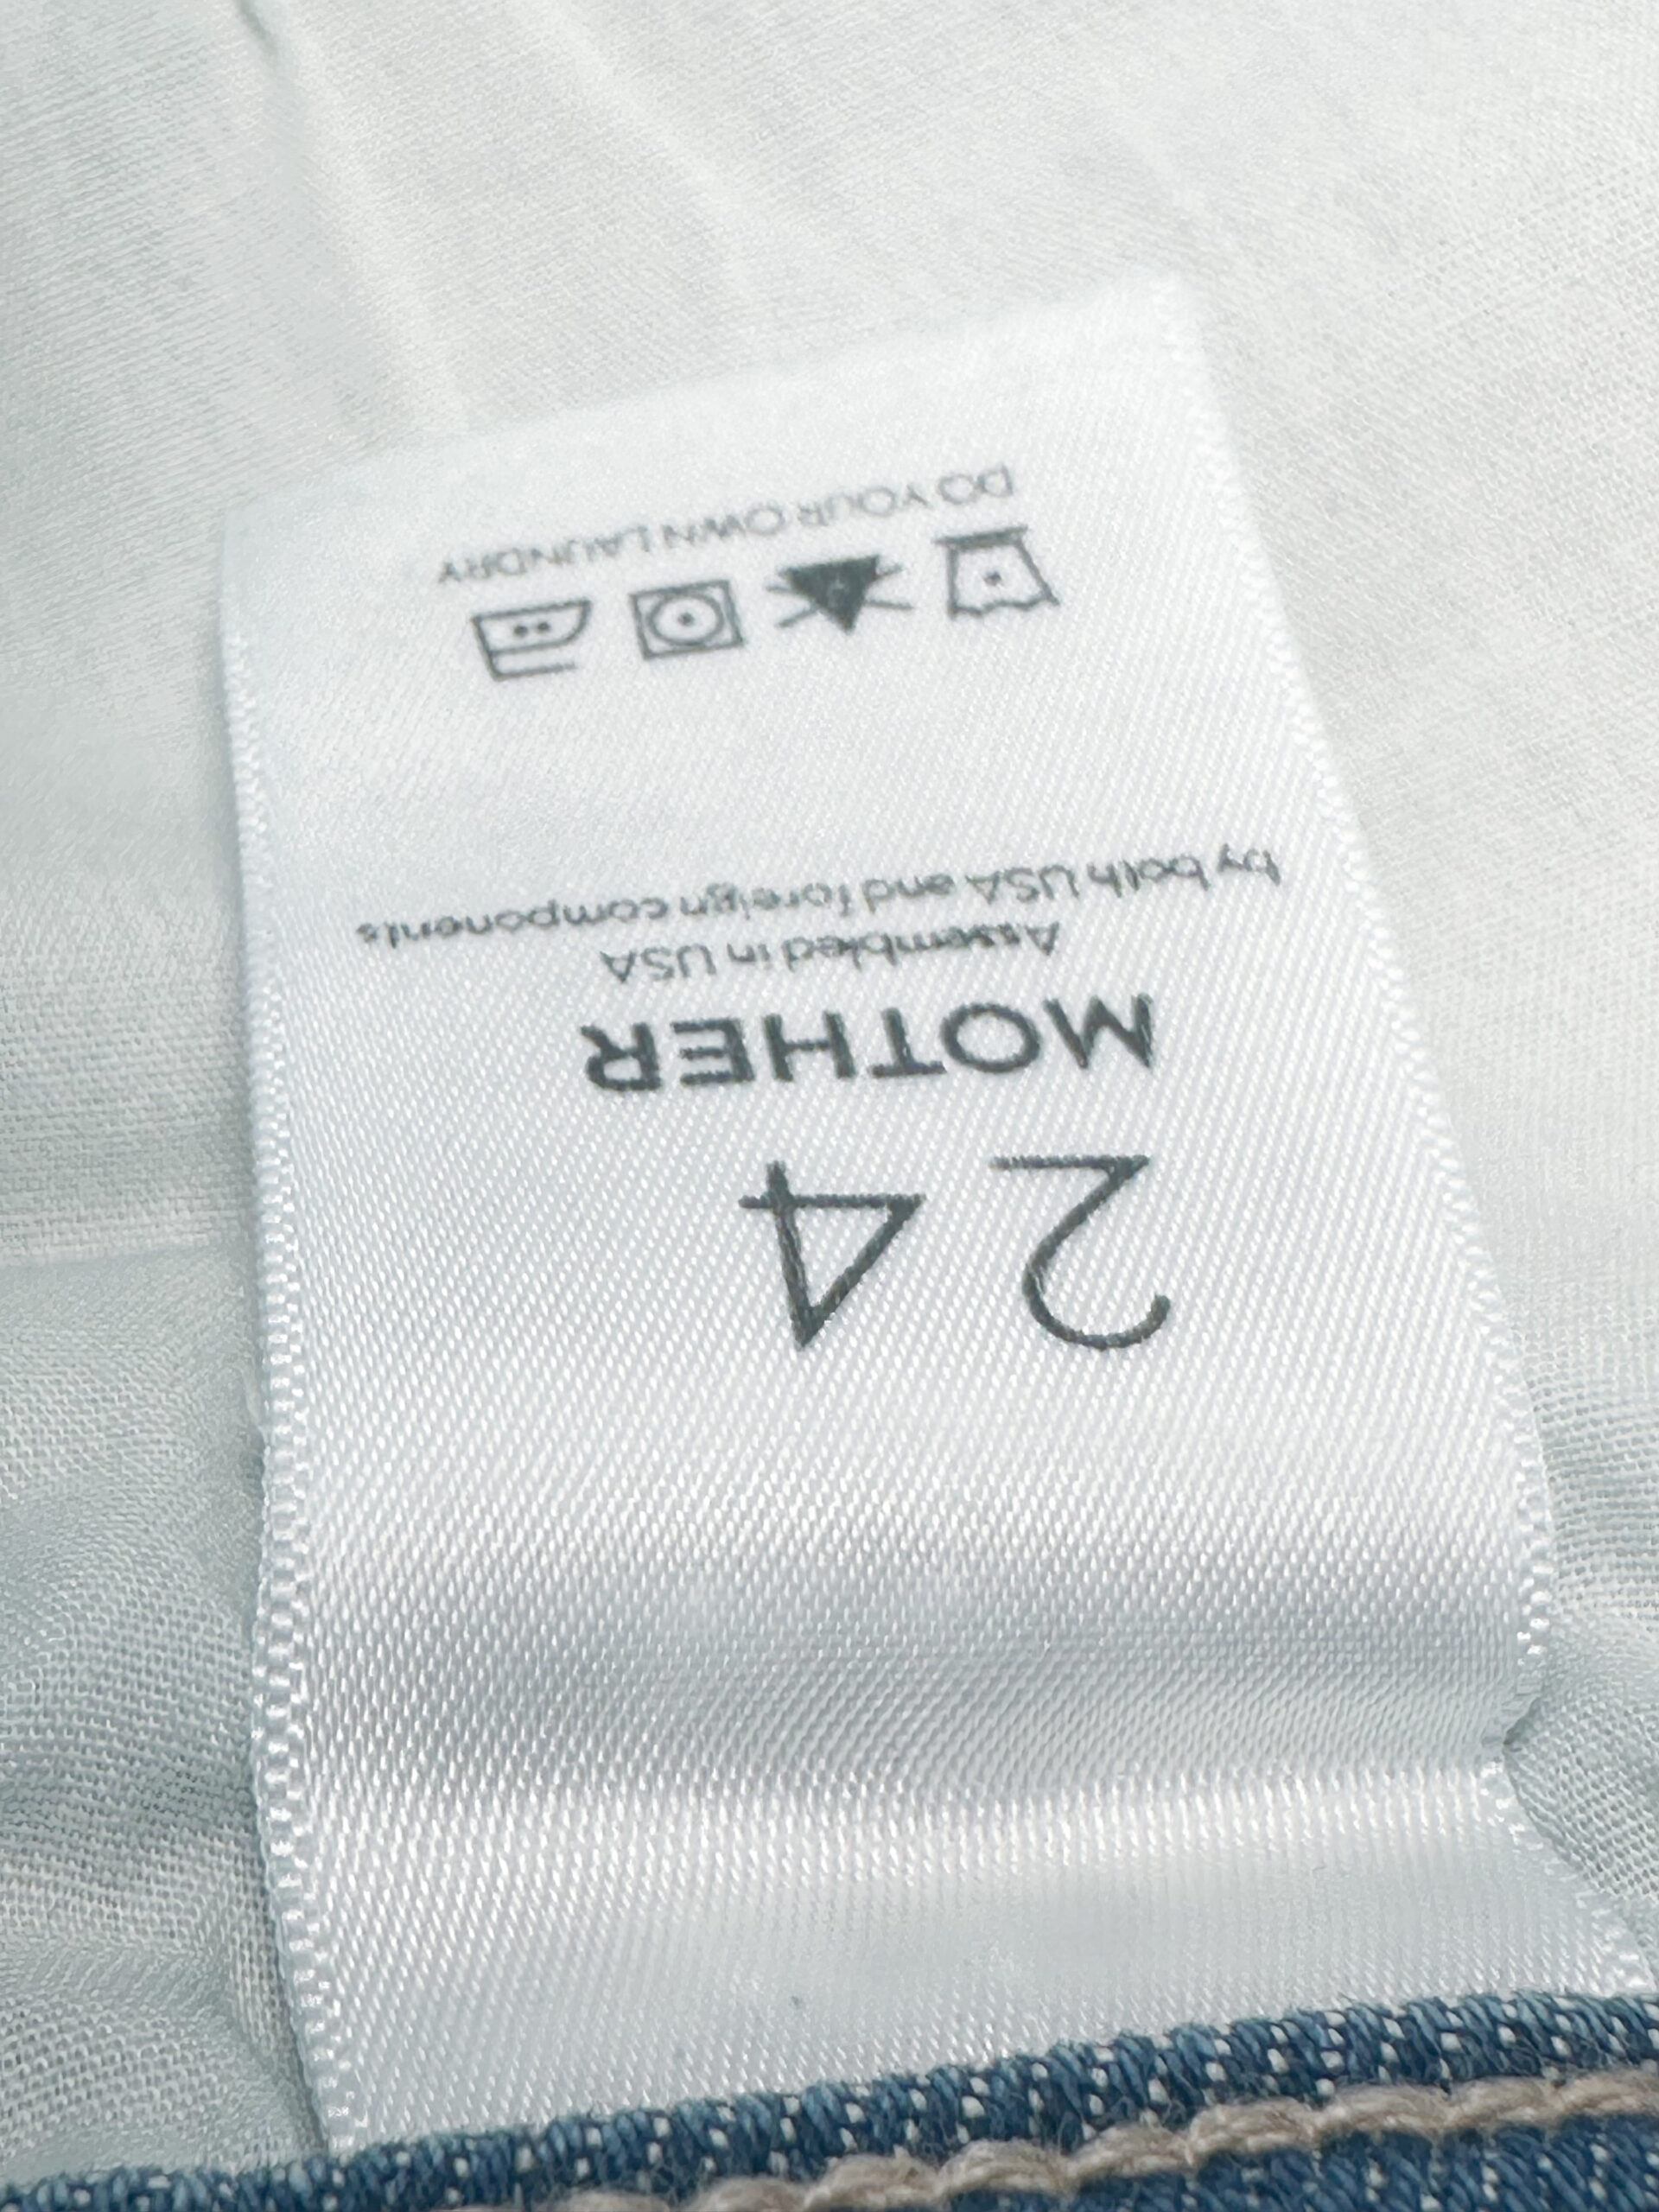 24
MOTHER
Assembled in USA
by both USA and foreign components
DO YOUR OWN LAUNDRY